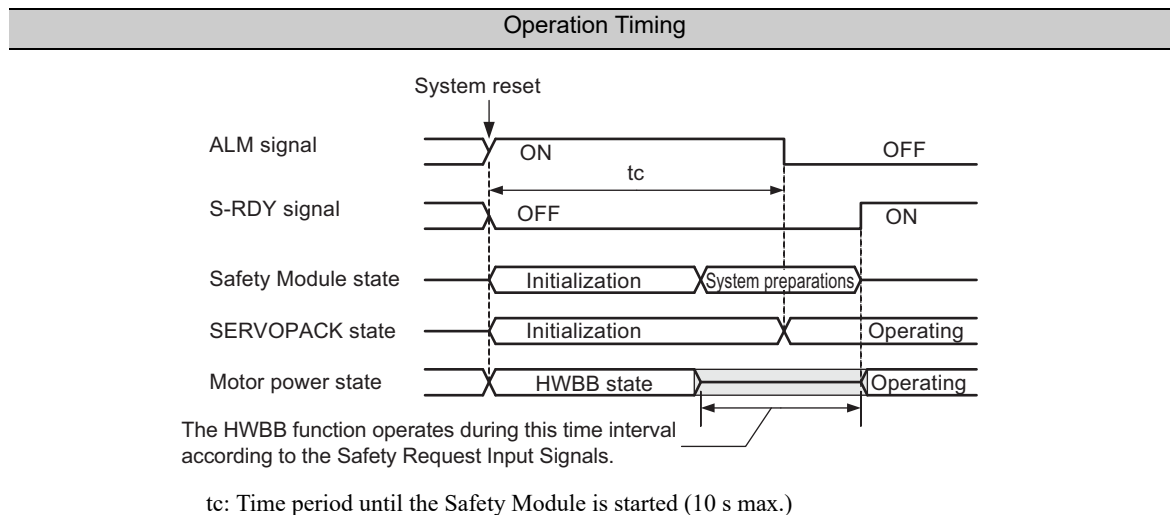 Operation Timing
System reset
ALM signal
ON
OFF
tc
S-RDY signal
OFF
ON
Safety Module state
Initialization
System preparations
SERVOPACK state
Initialization
Operating
Motor power state
HWBB state
Operating
The HWBB function operates during this time interval
according to the Safety Request Input Signals.
tc: Time period until the Safety Module is started (10 s max.)